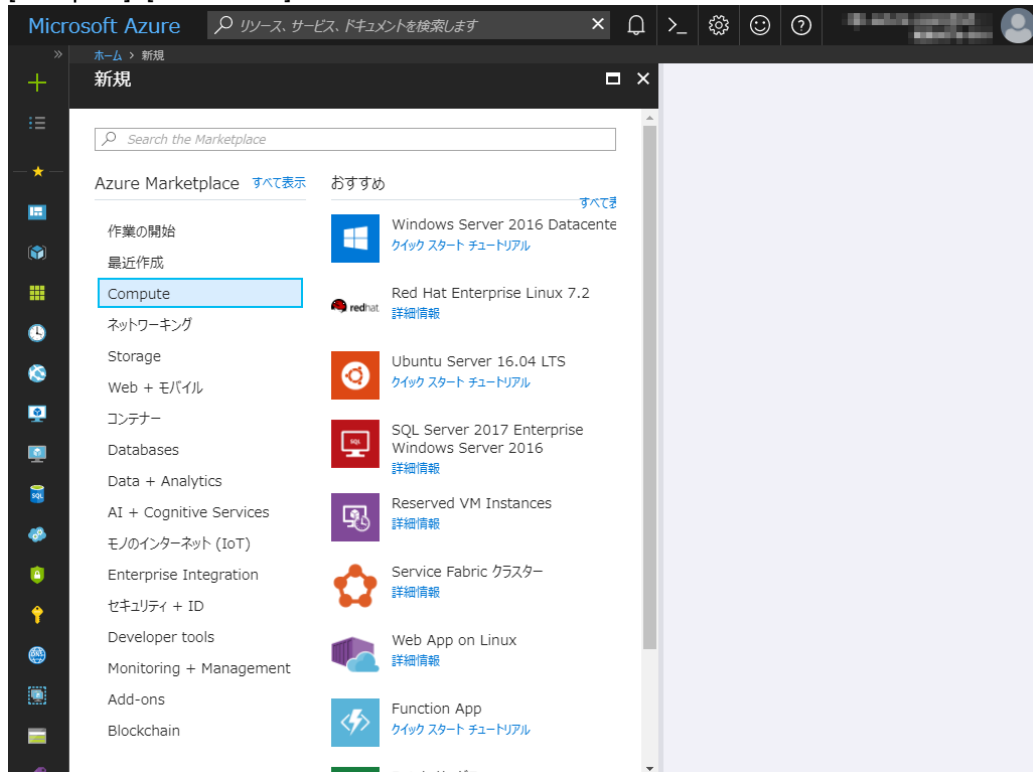 Microsoft Azure
リソース、サービス、ドキュメントを検索します
ホーム > 新規
新規
Search the Marketplace
Azure Marketplace すべて表示
作業の開始
最近作成
Compute
ネットワーキング
Storage
Web + モバイル
コンテナー
Databases
Data + Analytics
AI + Cognitive Services
モノのインターネット (IoT)
Enterprise Integration
セキュリティ + ID
Developer tools
Monitoring + Management
Add-ons
Blockchain
おすすめ
すべて表
Windows Server 2016 Datacente
クイック スタート チュートリアル
redhat
Red Hat Enterprise Linux 7.2
詳細情報
Ubuntu Server 16.04 LTS
クイック スタート チュートリアル
SQL
SQL Server 2017 Enterprise
Windows Server 2016
詳細情報
Reserved VM Instances
詳細情報
Service Fabric クラスター
詳細情報
Web App on Linux
詳細情報
Function App
クイック スタート チュートリアル
SQL
DNS